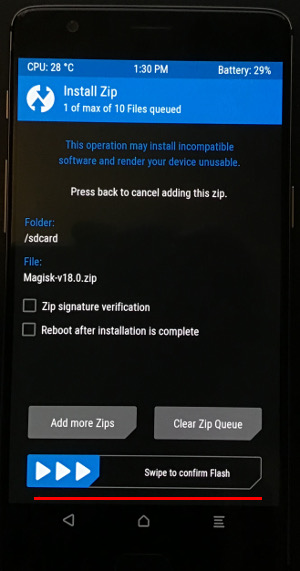 CPU: 28 °C 1:30 PM Battery: 29%
Install Zip
1 of max of 10 Files queued
This operation may install incompatible
software and render your device unusable.
Press back to cancel adding this zip.
Folder:
/sdcard
File:
Magisk-v18.0.zip
Zip signature verification
Reboot after installation is complete
Add more Zips Clear Zip Queue
Swipe to confirm Flash